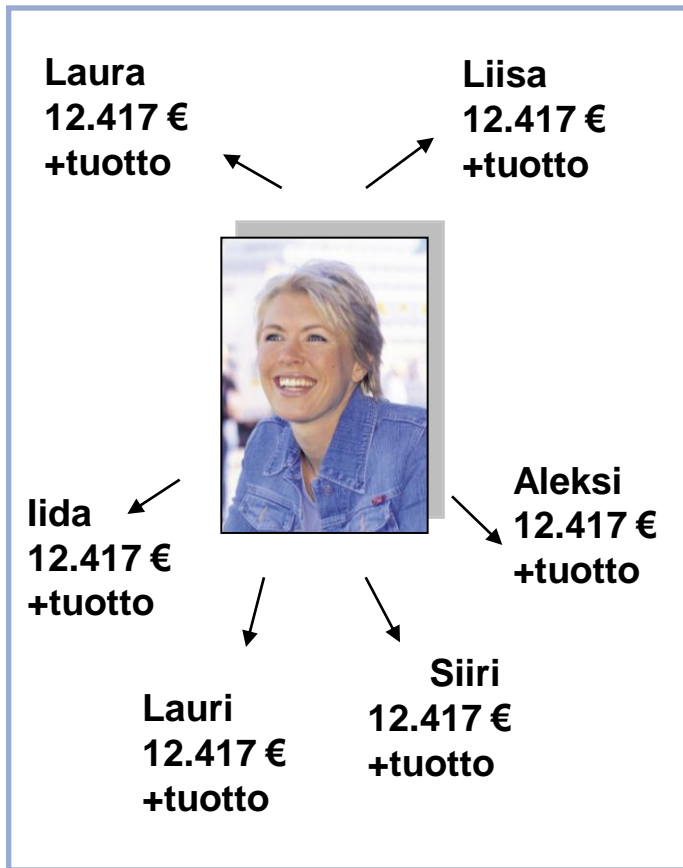 Laura
12.417 €
+tuotto
Liisa
12.417 €
+tuotto
Iida
12.417 €
+tuotto
Aleksi
12.417 €
+tuotto
Lauri
12.417 €
+tuotto
Siiri
12.417 €
+tuotto